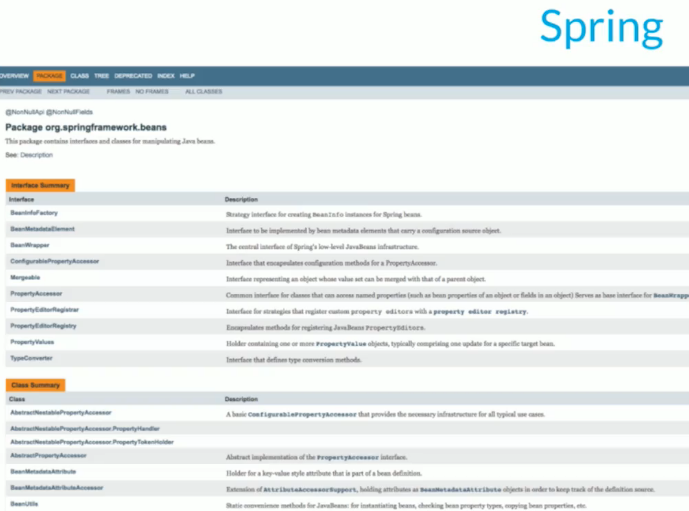 Spring
OVERVIEW PACKAGE CLASS TREE DEPRECATED INDEX HELP
PREV PACKAGE NEXT PACKAGE FRAMES NO FRAMES ALL CLASSES
@NonNullApi @NonNullFields
Package org.springframework.beans
This package contains interfaces and classes for manipulating Java beans.
See: Description
Interface Summary
Interface Description
BeanInfoFactory Strategy interface for creating BeanInfo instances for Spring beans.
BeanMetadataElement Interface to be implemented by bean metadata elements that carry a configuration source object.
BeanWrapper The central interface of Spring's low-level JavaBeans infrastructure.
ConfigurablePropertyAccessor Interface that encapsulates configuration methods for a PropertyAccessor.
Mergeable Interface representing an object whose value set can be merged with that of a parent object.
PropertyAccessor Common interface for classes that can access named properties (such as bean properties of an object or fields in an object) Serves as base interface for BeanWrapp
PropertyEditorRegistrar Interface for strategies that register custom property editors with a property editor registry.
PropertyEditorRegistry Encapsulates methods for registering JavaBeans PropertyEditors.
PropertyValues Holder containing one or more PropertyValue objects, typically comprising one update for a specific target bean.
TypeConverter Interface that defines type conversion methods.
Class Summary
Class Description
AbstractNestablePropertyAccessor A basic ConfigurablePropertyAccessor that provides the necessary infrastructure for all typical use cases.
AbstractNestablePropertyAccessor.PropertyHandler
AbstractNestablePropertyAccessor.PropertyTokenHolder
AbstractPropertyAccessor Abstract implementation of the PropertyAccessor interface.
BeanMetadataAttribute Holder for a key-value style attribute that is part of a bean definition.
BeanMetadataAttributeAccessor Extension of AttributeAccessorSupport, holding attributes as BeanMetadataAttribute objects in order to keep track of the definition source.
BeanUtils Static convenience methods for JavaBeans: for instantiating beans, checking bean property types, copying bean properties, etc.